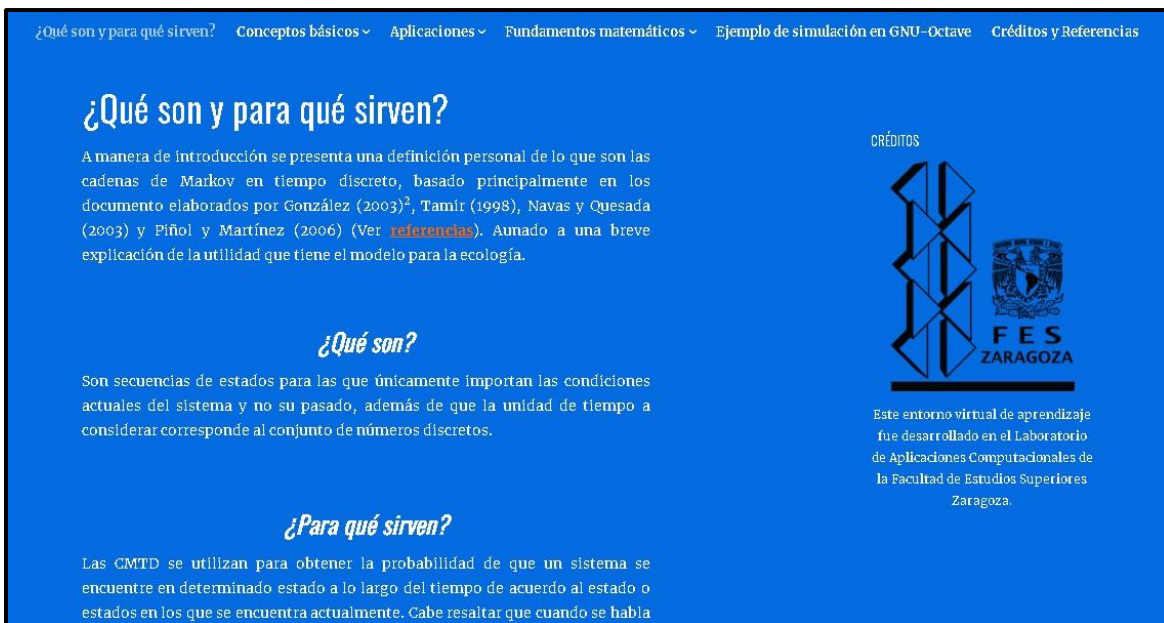 ¿Qué son y para qué sirven? Conceptos básicos Aplicaciones Fundamentos matemáticos Ejemplo de simulación en GNU-Octave Créditos y Referencias
¿Qué son y para qué sirven?
A manera de introducción se presenta una definición personal de lo que son las
cadenas de Markov en tiempo discreto, basado principalmente en los
documento elaborados por González (2003)², Tamir (1998), Navas y Quesada
(2003) y Piñol y Martínez (2006) (Ver referencias). Aunado a una breve
explicación de la utilidad que tiene el modelo para la ecología.
¿Qué son?
Son secuencias de estados para las que únicamente importan las condiciones
actuales del sistema y no su pasado, además de que la unidad de tiempo a
considerar corresponde al conjunto de números discretos.
¿Para qué sirven?
Las CMTD se utilizan para obtener la probabilidad de que un sistema se
encuentre en determinado estado a lo largo del tiempo de acuerdo al estado o
estados en los que se encuentra actualmente. Cabe resaltar que cuando se habla
CRÉDITOS
FES
ZARAGOZA
Este entorno virtual de aprendizaje
fue desarrollado en el Laboratorio
de Aplicaciones Computacionales de
la Facultad de Estudios Superiores
Zaragoza.